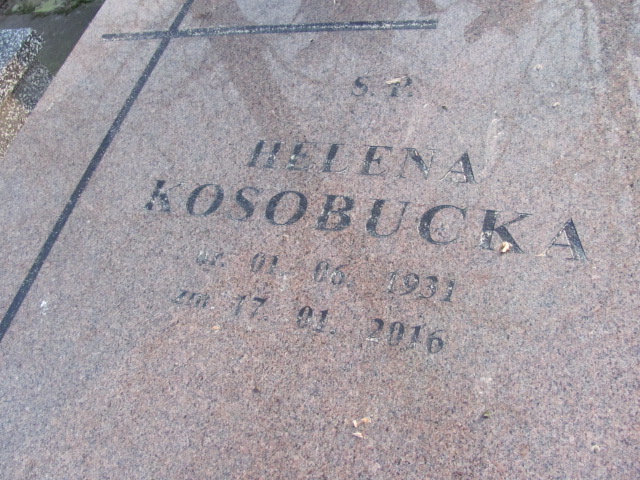 Ś.P.
HELENA
KOSOBUCKA
ur. 01. 06. 1931
zm. 17. 01. 2016